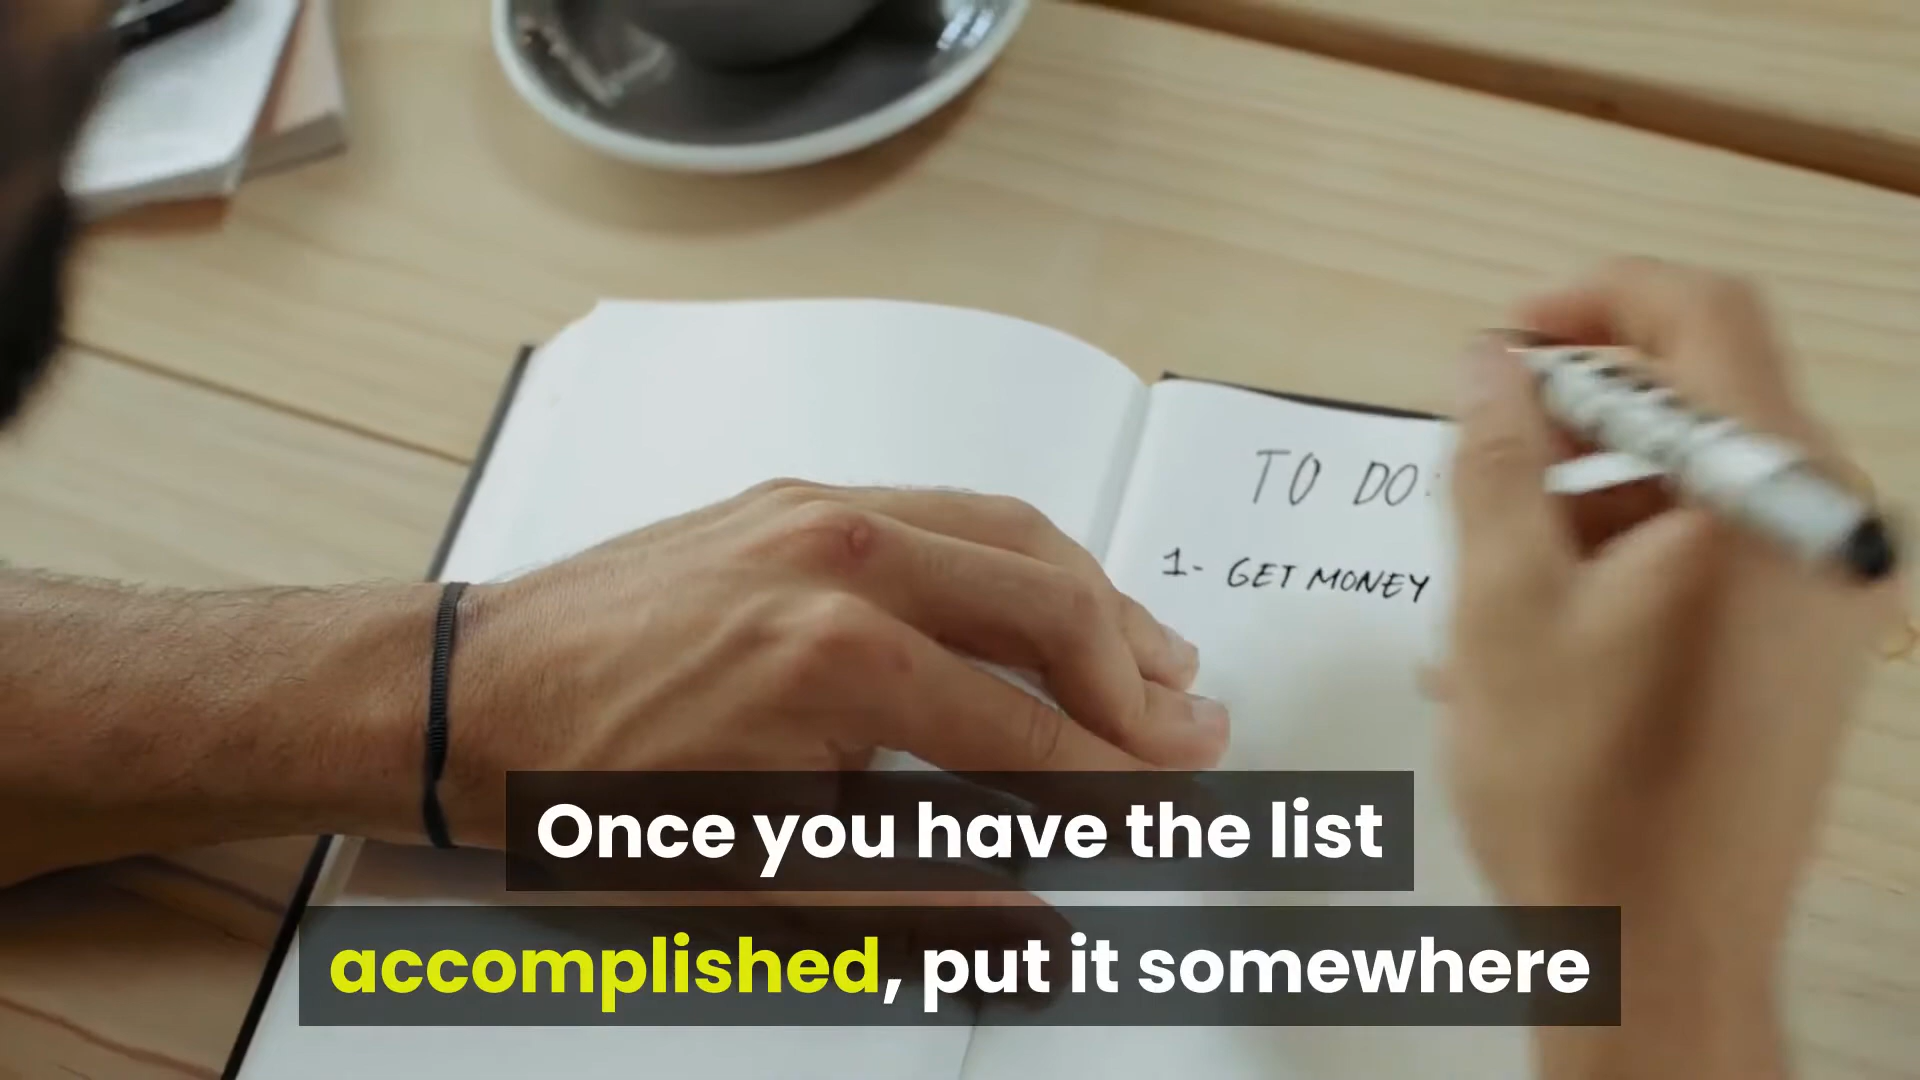 TO DO:
1- GET MONEY
Once you have the list
accomplished, put it somewhere